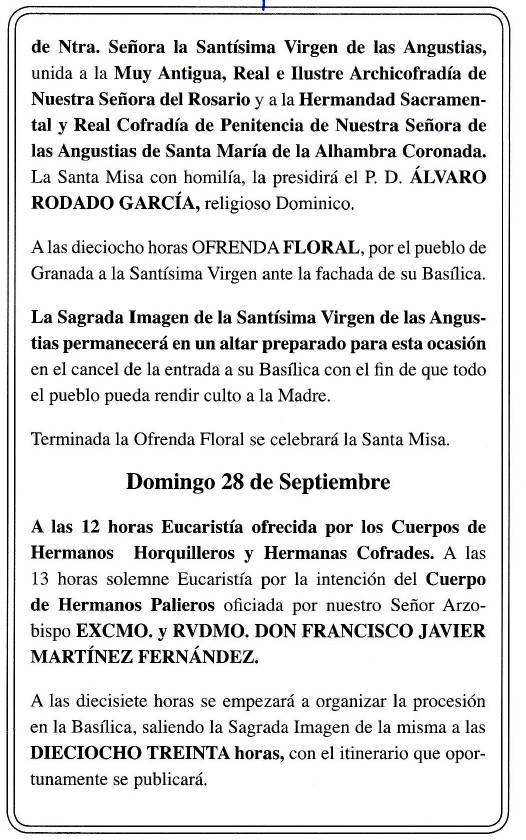 de Ntra. Señora la Santísima Virgen de las Angustias,
unida a la Muy Antigua, Real e Ilustre Archicofradía de
Nuestra Señora del Rosario y a la Hermandad Sacramen-
tal y Real Cofradía de Penitencia de Nuestra Señora de
las Angustias de Santa María de la Alhambra Coronada.
La Santa Misa con homilía, la presidirá el P. D. ÁLVARO
RODADO GARCÍA, religioso Dominico.
A las dieciocho horas OFRENDA FLORAL, por el pueblo de
Granada a la Santísima Virgen ante la fachada de su Basílica.
La Sagrada Imagen de la Santísima Virgen de las Angus-
tias permanecerá en un altar preparado para esta ocasión
en el cancel de la entrada a su Basílica con el fin de que todo
el pueblo pueda rendir culto a la Madre.
Terminada la Ofrenda Floral se celebrará la Santa Misa.
Domingo 28 de Septiembre
A las 12 horas Eucaristía ofrecida por los Cuerpos de
Hermanos Horquilleros y Hermanas Cofrades. A las
13 horas solemne Eucaristía por la intención del Cuerpo
de Hermanos Palieros oficiada por nuestro Señor Arzo-
bispo EXCMO. y RVDMO. DON FRANCISCO JAVIER
MARTÍNEZ FERNÁNDEZ.
A las diecisiete horas se empezará a organizar la procesión
en la Basílica, saliendo la Sagrada Imagen de la misma a las
DIECIOCHO TREINTA horas, con el itinerario que opor-
tunamente se publicará.